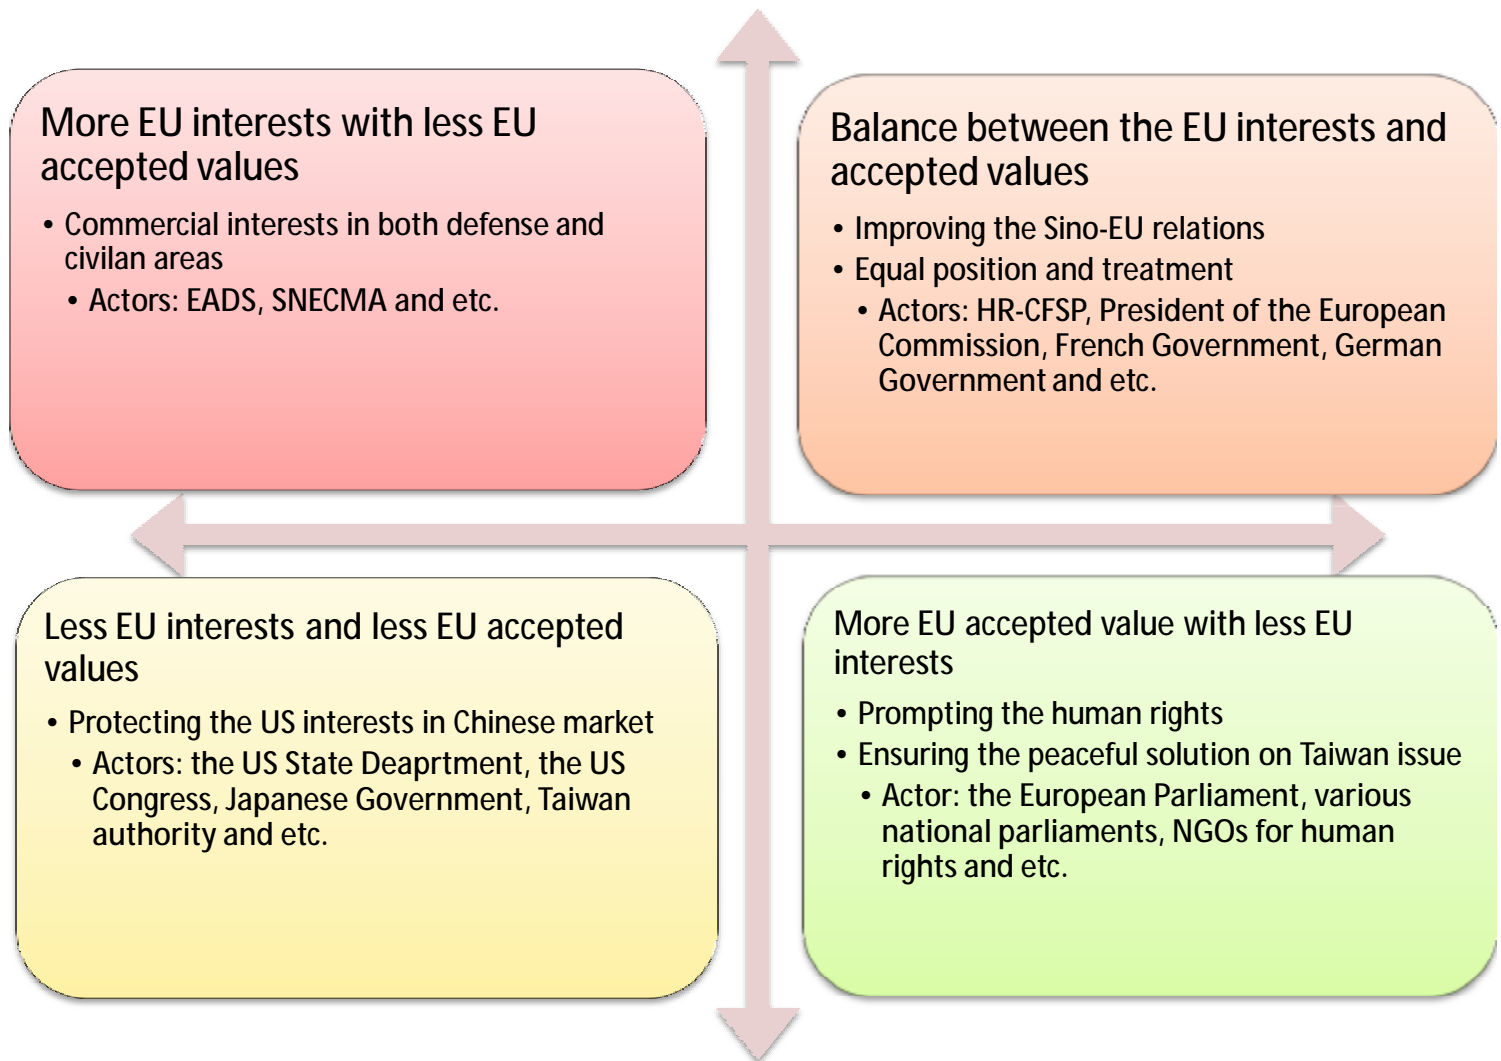 More EU interests with less EU
accepted values
• Commercial interests in both defense and
civilan areas
• Actors: EADS, SNECMA and etc.
Balance between the EU interests and
accepted values
• Improving the Sino-EU relations
• Equal position and treatment
• Actors: HR-CFSP, President of the European
Commission, French Government, German
Government and etc.
Less EU interests and less EU accepted
values
• Protecting the US interests in Chinese market
• Actors: the US State Deaprtment, the US
Congress, Japanese Government, Taiwan
authority and etc.
More EU accepted value with less EU
interests
• Prompting the human rights
• Ensuring the peaceful solution on Taiwan issue
• Actor: the European Parliament, various
national parliaments, NGOs for human
rights and etc.